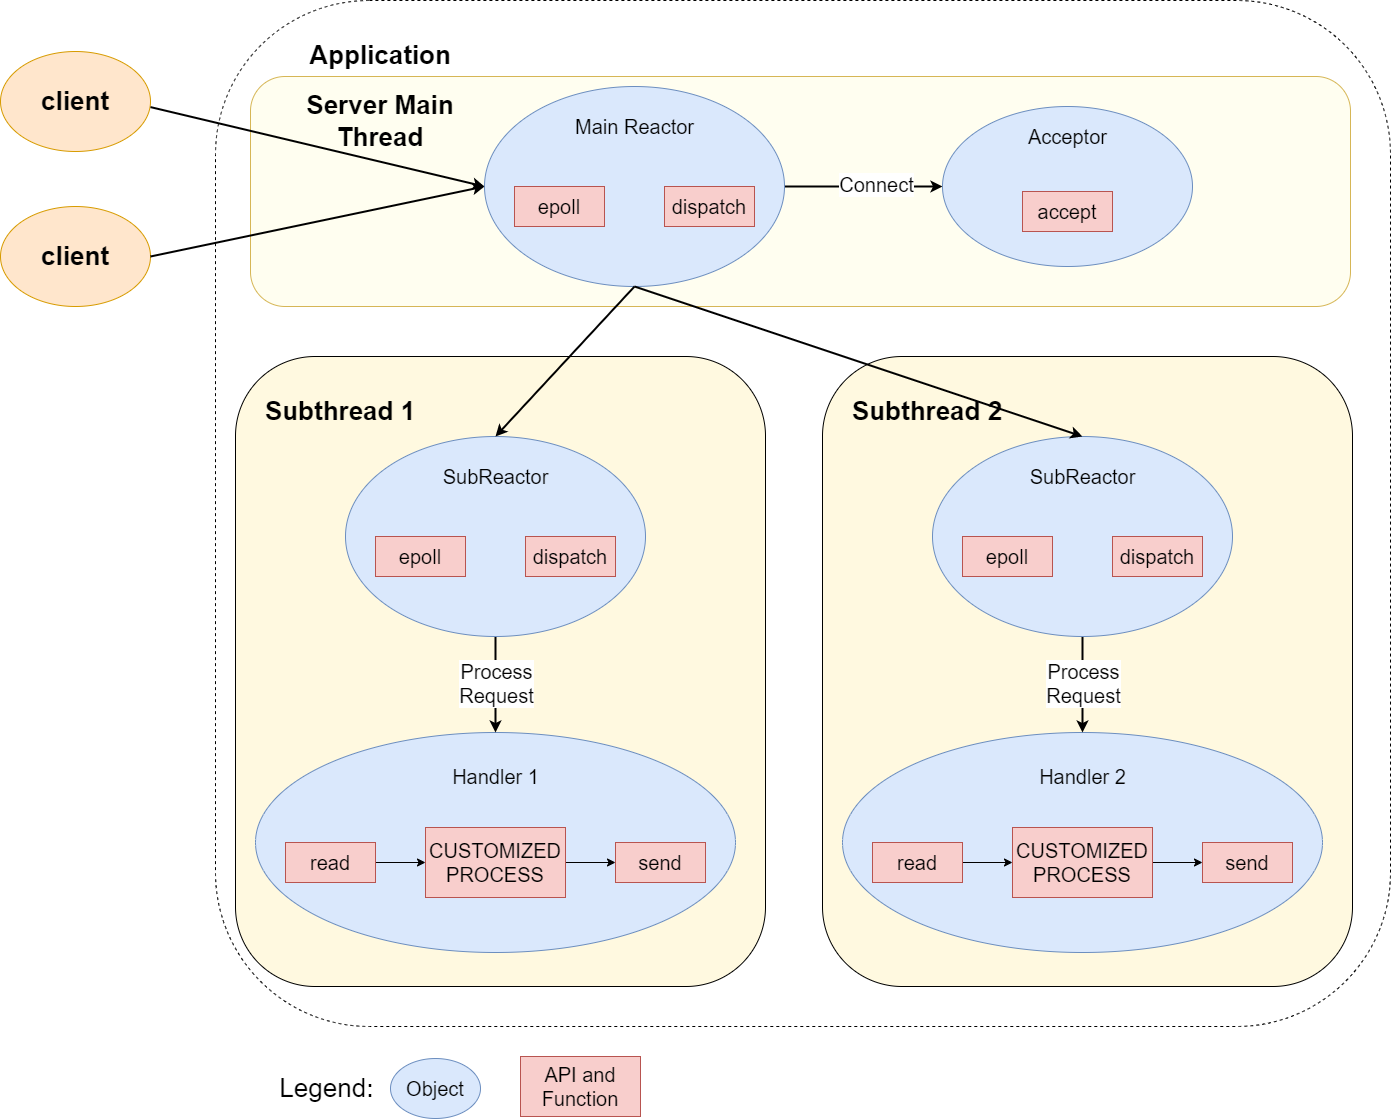 Application
client
Server Main
Thread
Main Reactor
epoll
dispatch
Connect
Acceptor
accept
client
Subthread 1
SubReactor
epoll
dispatch
Process
Request
Handler 1
read
CUSTOMIZED
PROCESS
send
Subthread 2
SubReactor
epoll
dispatch
Process
Request
Handler 2
read
CUSTOMIZED
PROCESS
send
Legend:
Object
API and
Function